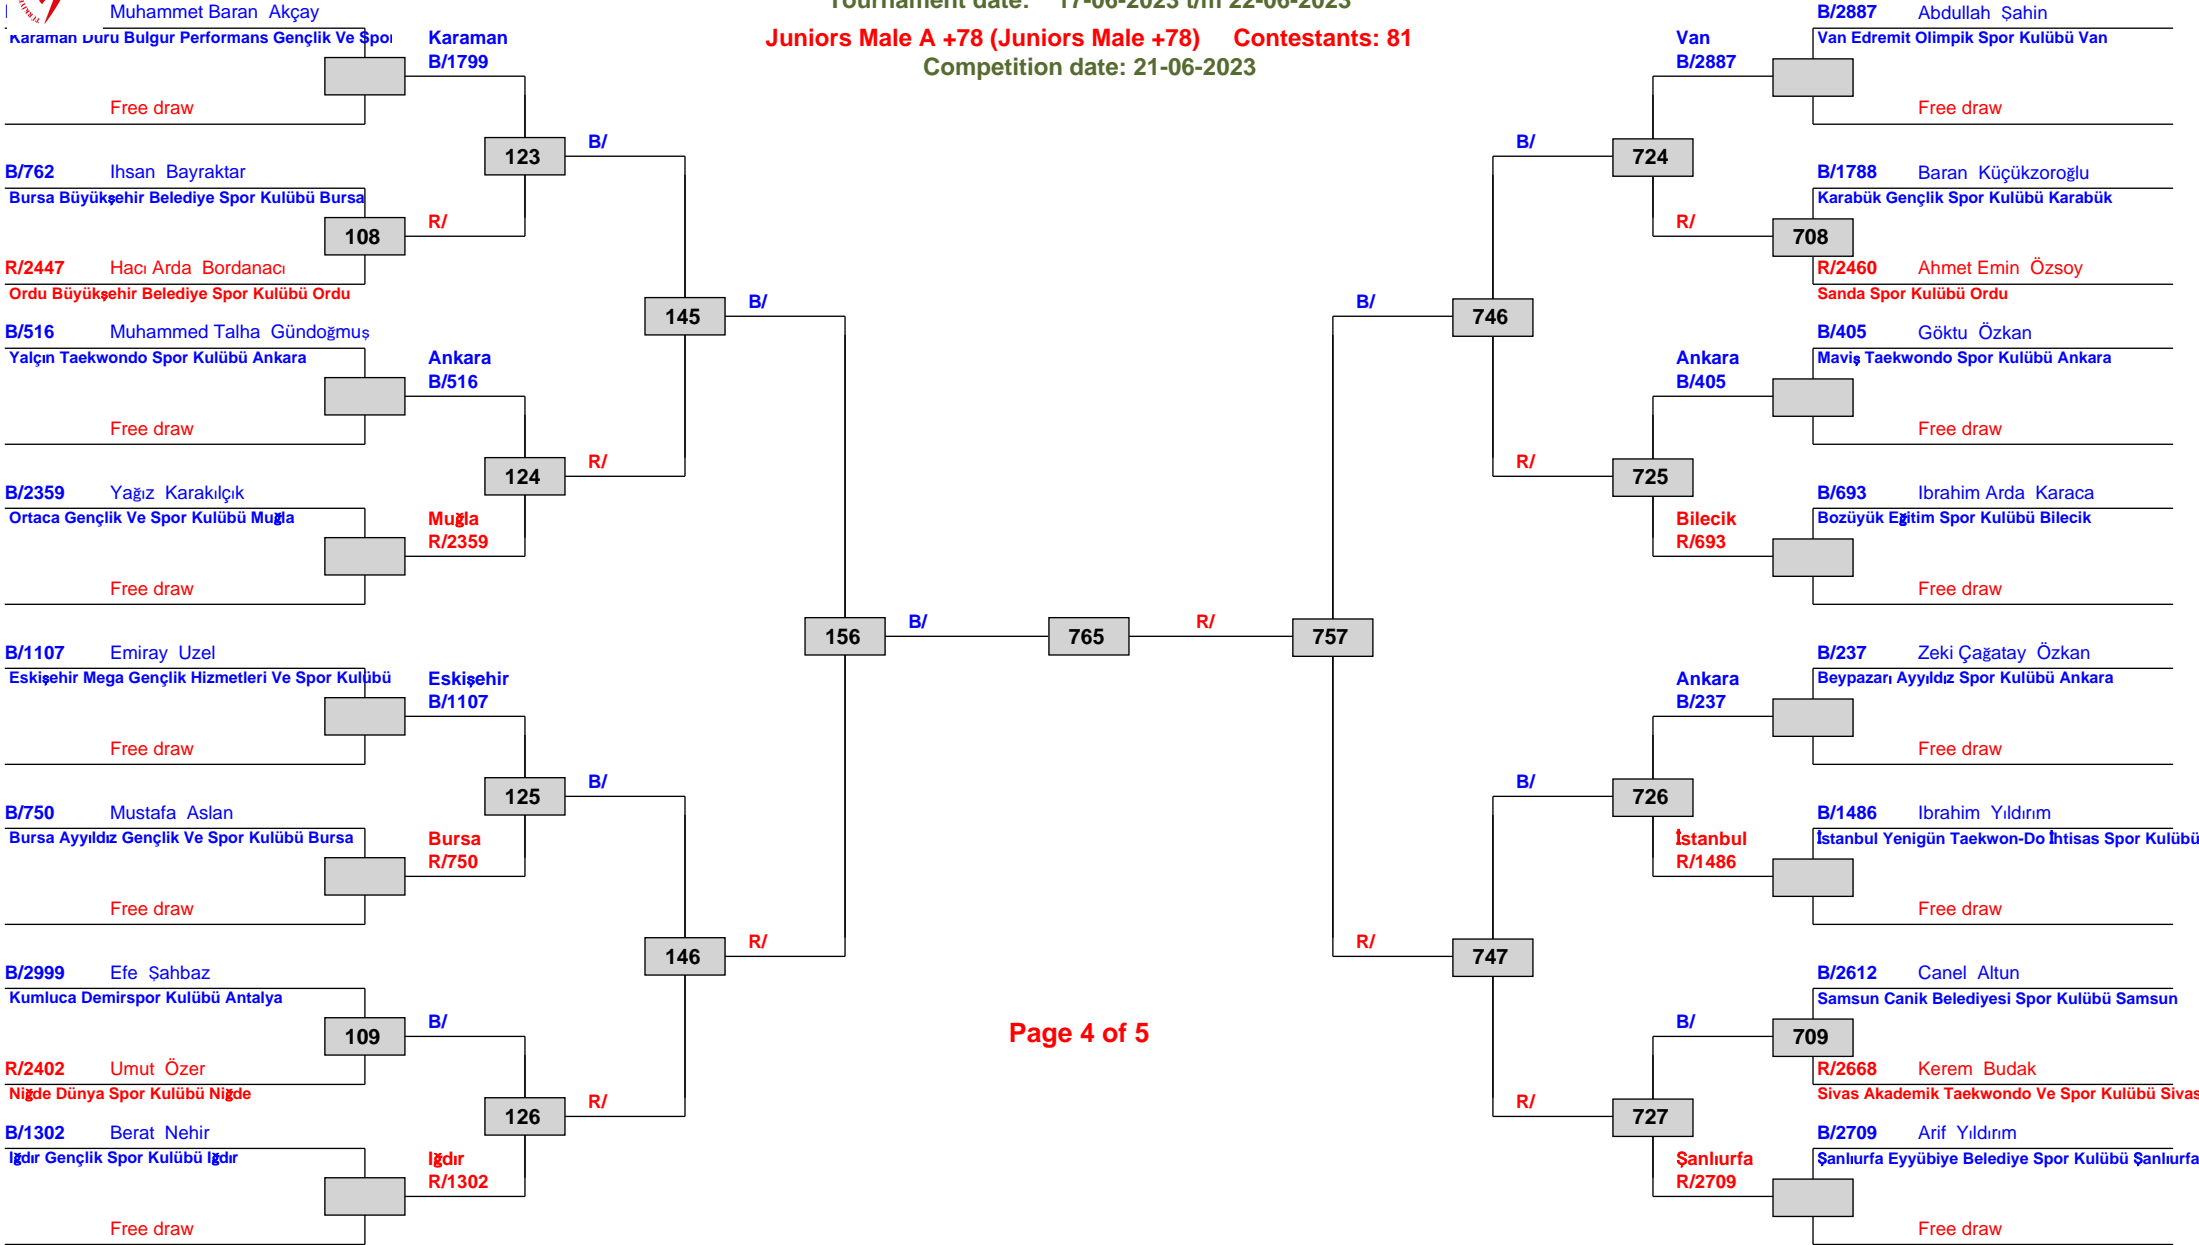 Tournament date: 17-06-2023 t/m 22-06-2023
Juniors Male A +78 (Juniors Male +78) Contestants: 81
Competition date: 21-06-2023
Muhammet Baran Akçay
Karaman Duru Bulgur Performans Gençlik Ve Spor
Karaman
B/1799
Free draw
123
B/
B/762 Ihsan Bayraktar
Bursa Büyükşehir Belediye Spor Kulübü Bursa
108
R/
R/2447 Hacı Arda Bordanacı
Ordu Büyükşehir Belediye Spor Kulübü Ordu
145
B/
B/516 Muhammed Talha Gündoğmuş
Yalçın Taekwondo Spor Kulübü Ankara
Ankara
B/516
Free draw
124
R/
B/2359 Yağız Karakılçık
Ortaca Gençlik Ve Spor Kulübü Muğla
Muğla
R/2359
Free draw
156
B/
765
R/
757
B/1107 Emiray Uzel
Eskişehir Mega Gençlik Hizmetleri Ve Spor Kulübü
Eskişehir
B/1107
Free draw
125
B/
B/750 Mustafa Aslan
Bursa Ayyıldız Gençlik Ve Spor Kulübü Bursa
Bursa
R/750
Free draw
146
R/
B/2999 Efe Şahbaz
Kumluca Demirspor Kulübü Antalya
109
B/
R/2402 Umut Özer
Niğde Dünya Spor Kulübü Niğde
126
R/
B/1302 Berat Nehir
Iğdır Gençlik Spor Kulübü Iğdır
Iğdır
R/1302
Free draw
B/2887 Abdullah Şahin
Van Edremit Olimpik Spor Kulübü Van
Van
B/2887
Free draw
B/
724
B/1788 Baran Küçükzoroğlu
Karabük Gençlik Spor Kulübü Karabük
R/
708
R/2460 Ahmet Emin Özsoy
Sanda Spor Kulübü Ordu
B/
746
B/405 Göktu Özkan
Maviş Taekwondo Spor Kulübü Ankara
Ankara
B/405
Free draw
R/
725
B/693 Ibrahim Arda Karaca
Bozüyük Eğitim Spor Kulübü Bilecik
Bilecik
R/693
Free draw
B/237 Zeki Çağatay Özkan
Beypazarı Ayyıldız Spor Kulübü Ankara
Ankara
B/237
Free draw
B/
726
B/1486 Ibrahim Yıldırım
İstanbul Yenigün Taekwon-Do İhtisas Spor Kulübü
İstanbul
R/1486
Free draw
R/
747
B/2612 Canel Altun
Samsun Canik Belediyesi Spor Kulübü Samsun
B/
709
R/2668 Kerem Budak
Sivas Akademik Taekwondo Ve Spor Kulübü Sivas
R/
727
B/2709 Arif Yıldırım
Şanlıurfa Eyyübiye Belediye Spor Kulübü Şanlıurfa
Şanlıurfa
R/2709
Free draw
Page 4 of 5